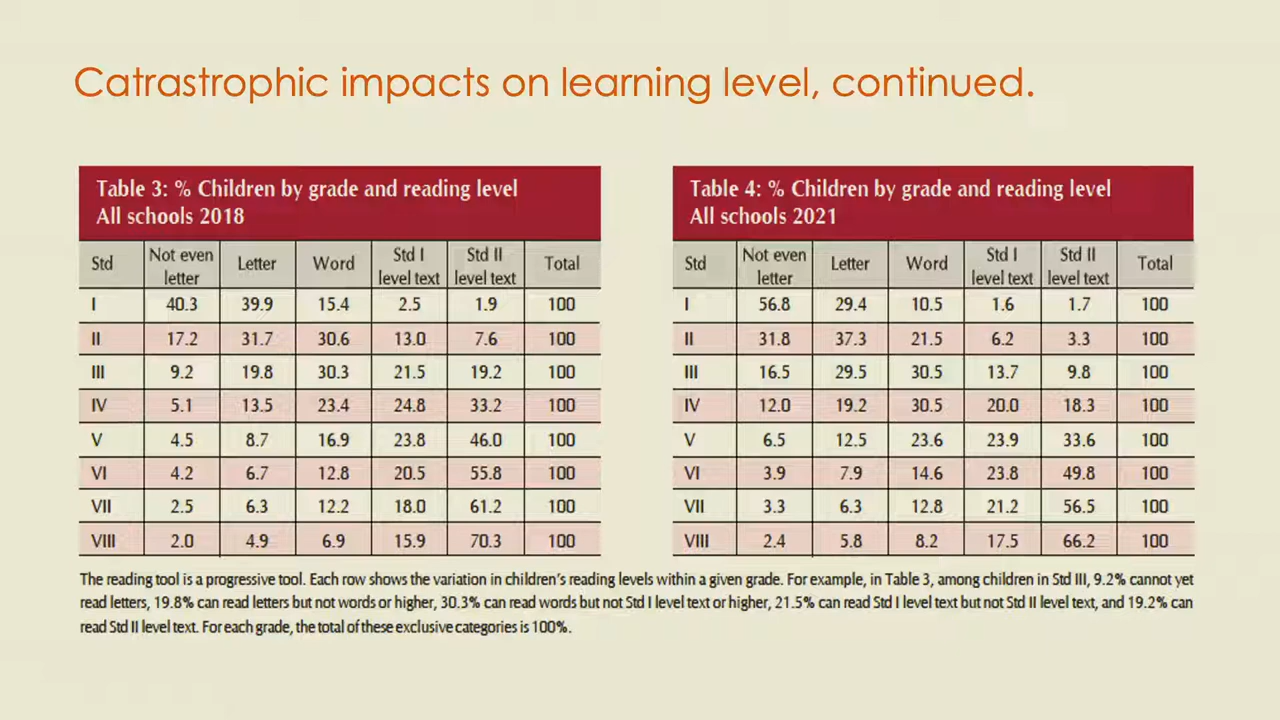 Catrastrophic impacts on learning level, continued.
Table 3: % Children by grade and reading level
All schools 2018
Std Not even letter Letter Word Std I level text Std II level text Total
I 40.3 39.9 15.4 2.5 1.9 100
II 17.2 31.7 30.6 13.0 7.6 100
III 9.2 19.8 30.3 21.5 19.2 100
IV 5.1 13.5 23.4 24.8 33.2 100
V 4.5 8.7 16.9 23.8 46.0 100
VI 4.2 6.7 12.8 20.5 55.8 100
VII 2.5 6.3 12.2 18.0 61.2 100
VIII 2.0 4.9 6.9 15.9 70.3 100
Table 4: % Children by grade and reading level
All schools 2021
Std Not even letter Letter Word Std I level text Std II level text Total
I 56.8 29.4 10.5 1.6 1.7 100
II 31.8 37.3 21.5 6.2 3.3 100
III 16.5 29.5 30.5 13.7 9.8 100
IV 12.0 19.2 30.5 20.0 18.3 100
V 6.5 12.5 23.6 23.9 33.6 100
VI 3.9 7.9 14.6 23.8 49.8 100
VII 3.3 6.3 12.8 21.2 56.5 100
VIII 2.4 5.8 8.2 17.5 66.2 100
The reading tool is a progressive tool. Each row shows the variation in children's reading levels within a given grade. For example, in Table 3, among children in Std III, 9.2% cannot yet
read letters, 19.8% can read letters but not words or higher, 30.3% can read words but not Std I level text or higher, 21.5% can read Std I level text but not Std II level text, and 19.2% can
read Std II level text. For each grade, the total of these exclusive categories is 100%.